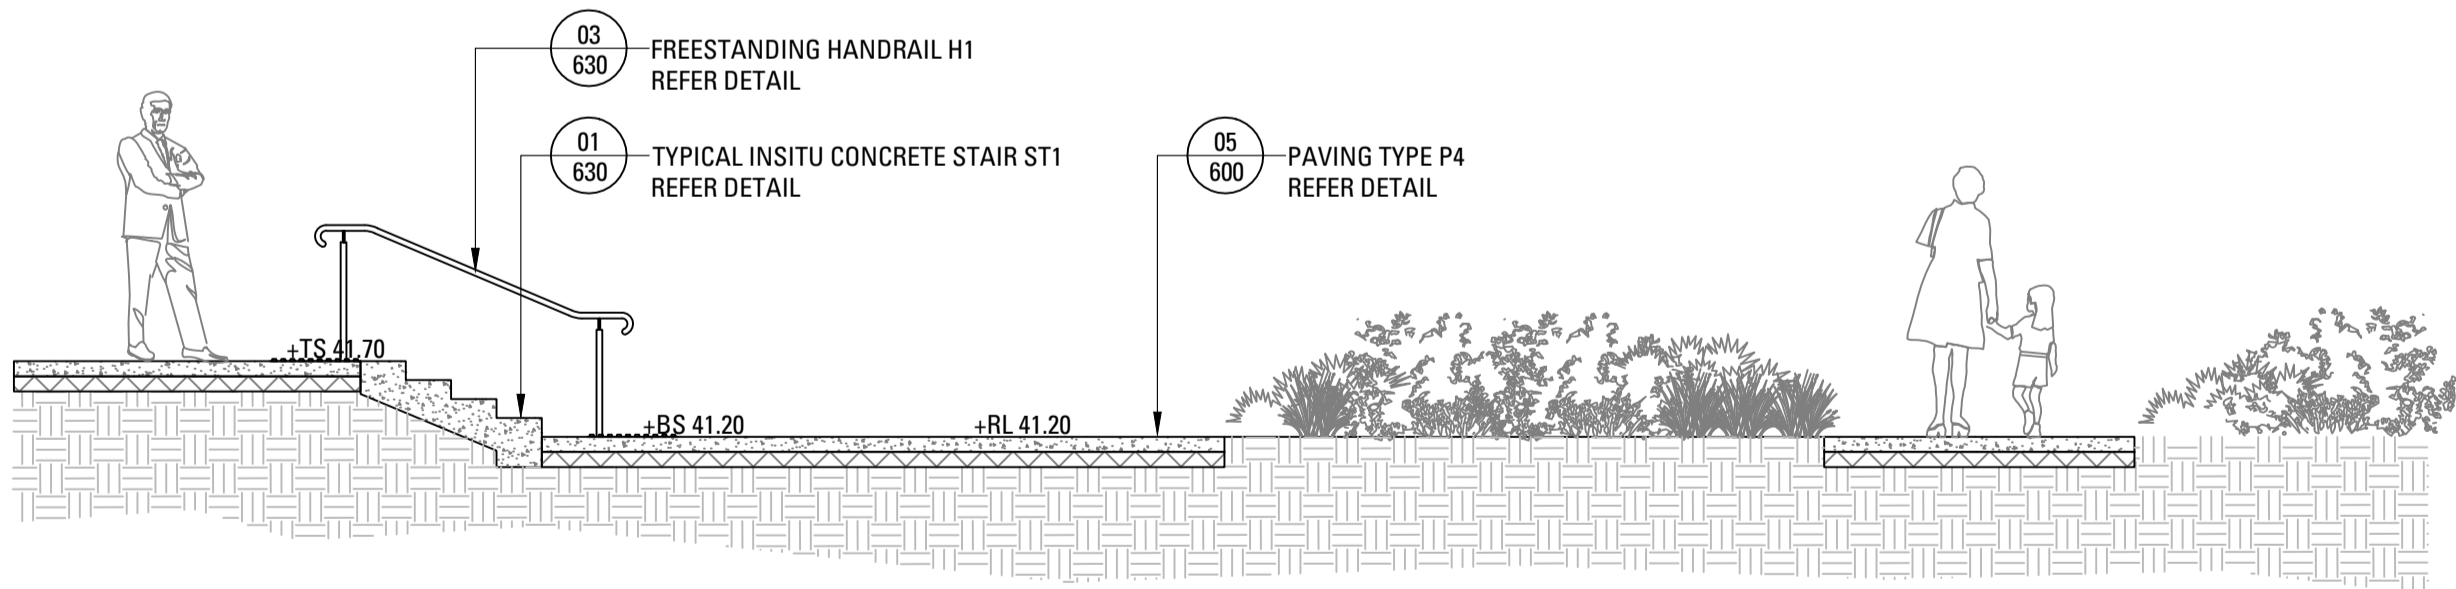 03
630
FREESTANDING HANDRAIL H1
REFER DETAIL
01
630
TYPICAL INSITU CONCRETE STAIR ST1
REFER DETAIL
05
600
PAVING TYPE P4
REFER DETAIL
+TS 41.70
+BS 41.20
+RL 41.20